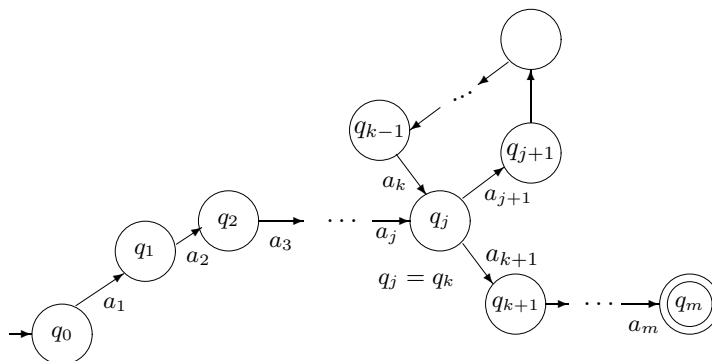 q_{k−1}
q_{j+1}
a_k
a_{j+1}
q_1
q_2
q_j
a_2
a_3
···
a_j
a_{k+1}
q_j = q_k
a_1
q_0
q_{k+1}
···
a_m
q_m
···